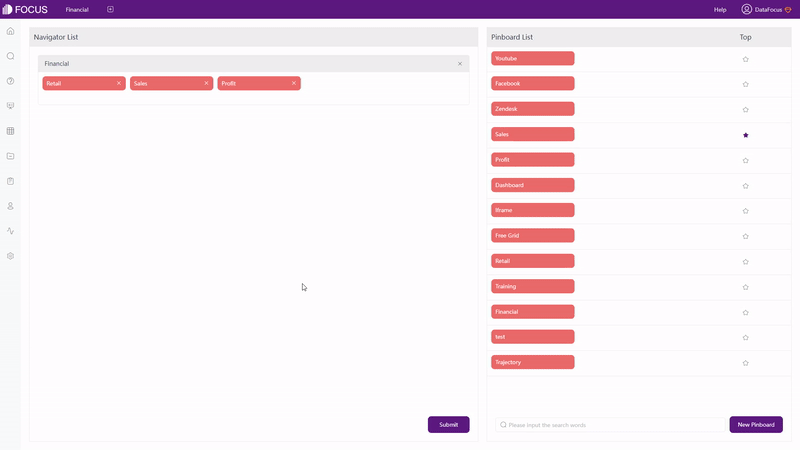 FOCUS
Financial
Help
DataFocus
Navigator List
Financial
Retail
Sales
Profit
Submit
Pinboard List
Top
Youtube
Facebook
Zendesk
Sales
Profit
Dashboard
Iframe
Free Grid
Retail
Training
Financial
test
Trajectory
Please input the search words
New Pinboard